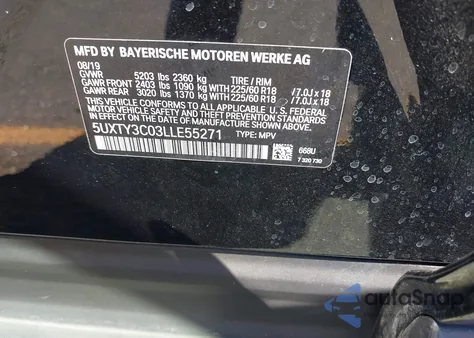 MFD BY BAYERISCHE MOTOREN WERKE AG
08/19
GVWR 5203 lbs 2360 kg TIRE / RIM
GAWR FRONT 2403 lbs 1090 kg WITH 225/60 R18 /7.0J x 18
GAWR REAR 3020 lbs 1370 kg WITH 225/60 R18 /7.0J x 18
THIS VEHICLE CONFORMS TO ALL APPLICABLE U. S. FEDERAL
MOTOR VEHICLE SAFETY AND THEFT PREVENTION STANDARDS
IN EFFECT ON THE DATE OF MANUFACTURE SHOWN ABOVE.
5UXTY3C03LLE55271 TYPE: MPV
668U
7 320 730
autoSnap